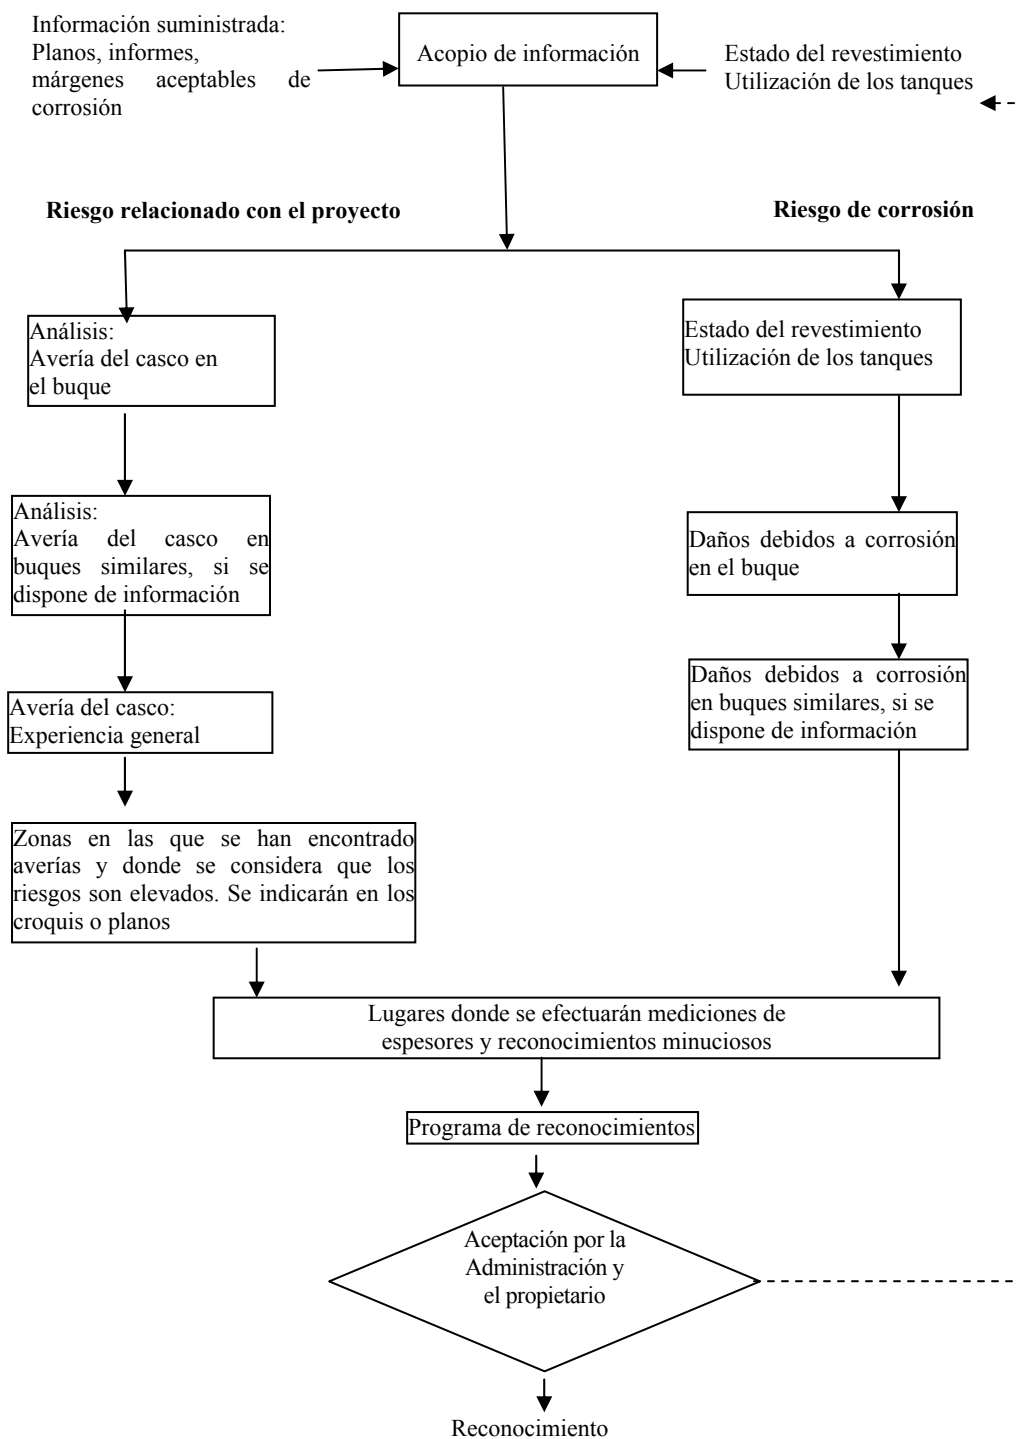 Información suministrada:
Planos, informes,
márgenes aceptables de
corrosión
Acopio de información
Estado del revestimiento
Utilización de los tanques
Riesgo relacionado con el proyecto
Riesgo de corrosión
Análisis:
Avería del casco en
el buque
Estado del revestimiento
Utilización de los tanques
Análisis:
Avería del casco en
buques similares, si se
dispone de información
Daños debidos a corrosión
en el buque
Avería del casco:
Experiencia general
Daños debidos a corrosión
en buques similares, si se
dispone de información
Zonas en las que se han encontrado
averías y donde se considera que los
riesgos son elevados. Se indicarán en los
croquis o planos
Lugares donde se efectuarán mediciones de
espesores y reconocimientos minuciosos
Programa de reconocimientos
Aceptación por la
Administración y
el propietario
Reconocimiento